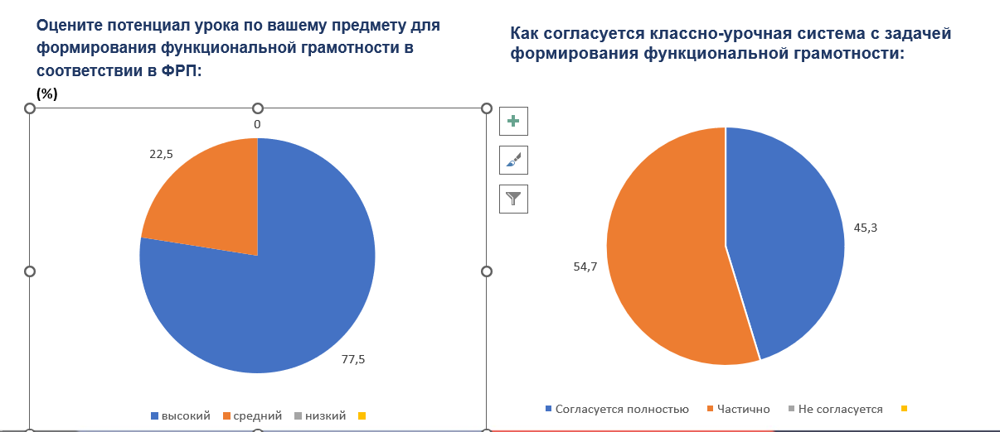 Оцените потенциал урока по вашему предмету для
формирования функциональной грамотности в
соответствии в ФРП:
(%)
0
22,5
77,5
высокий средний низкий
Как согласуется классно-урочная система с задачей
формирования функциональной грамотности:
45,3
54,7
Согласуется полностью Частично Не согласуется